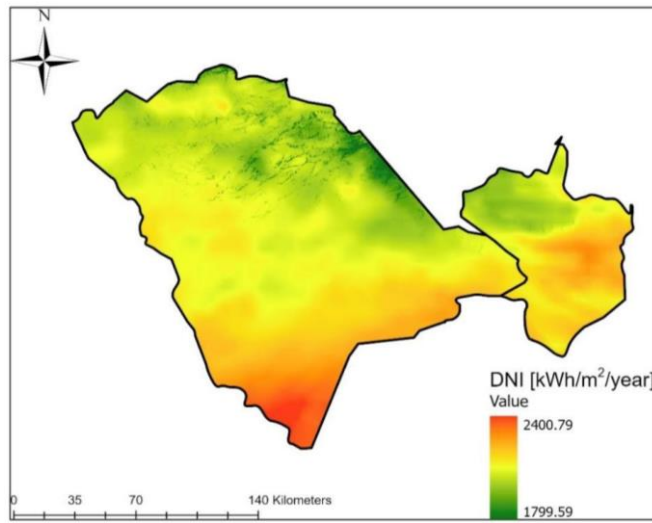 N
DNI [kWh/m²/year]
Value
2400.79
1799.59
0 35 70 140 Kilometers